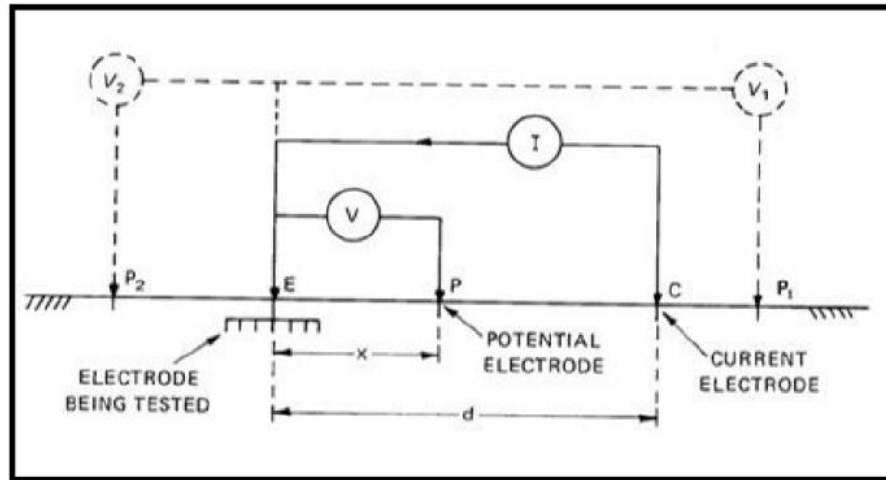 V2
V1
I
V
P2
E
P
C
P1
POTENTIAL
ELECTRODE
CURRENT
ELECTRODE
X
ELECTRODE
BEING TESTED
d